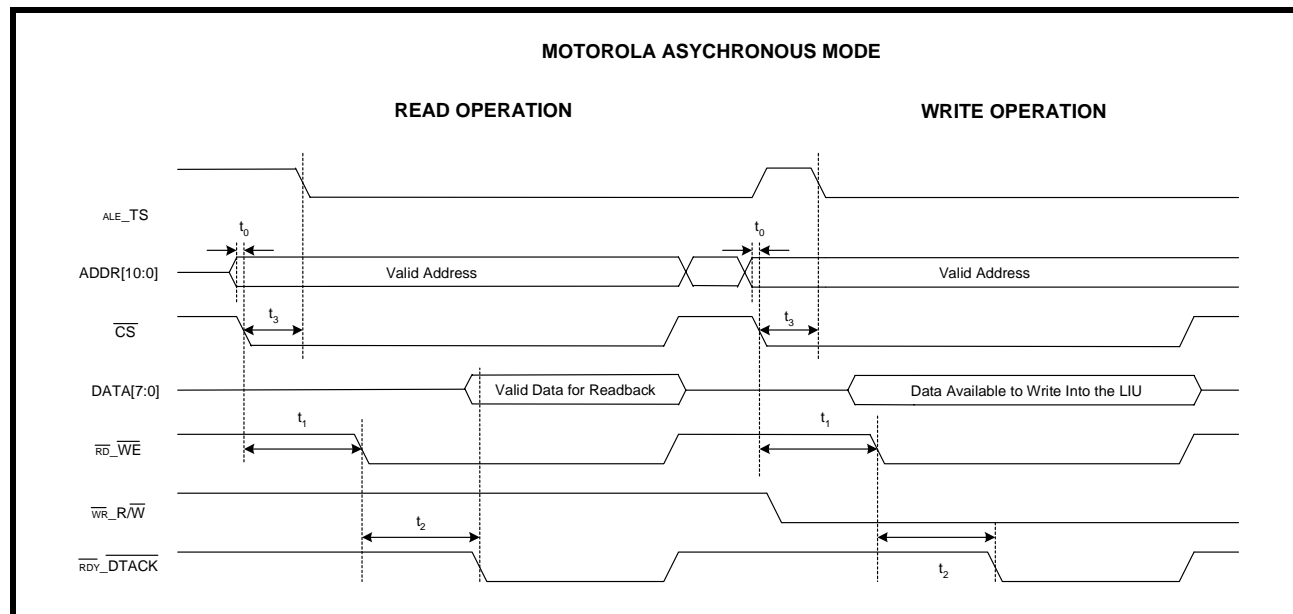 MOTOROLA ASYCHRONOUS MODE
READ OPERATION
WRITE OPERATION
ALE_TS
t0
t0
ADDR[10:0]
Valid Address
Valid Address
CS
t3
t3
DATA[7:0]
Valid Data for Readback
Data Available to Write Into the LIU
t1
t1
RD_WE
WR_R/W
t2
RDY_DTACK
t2